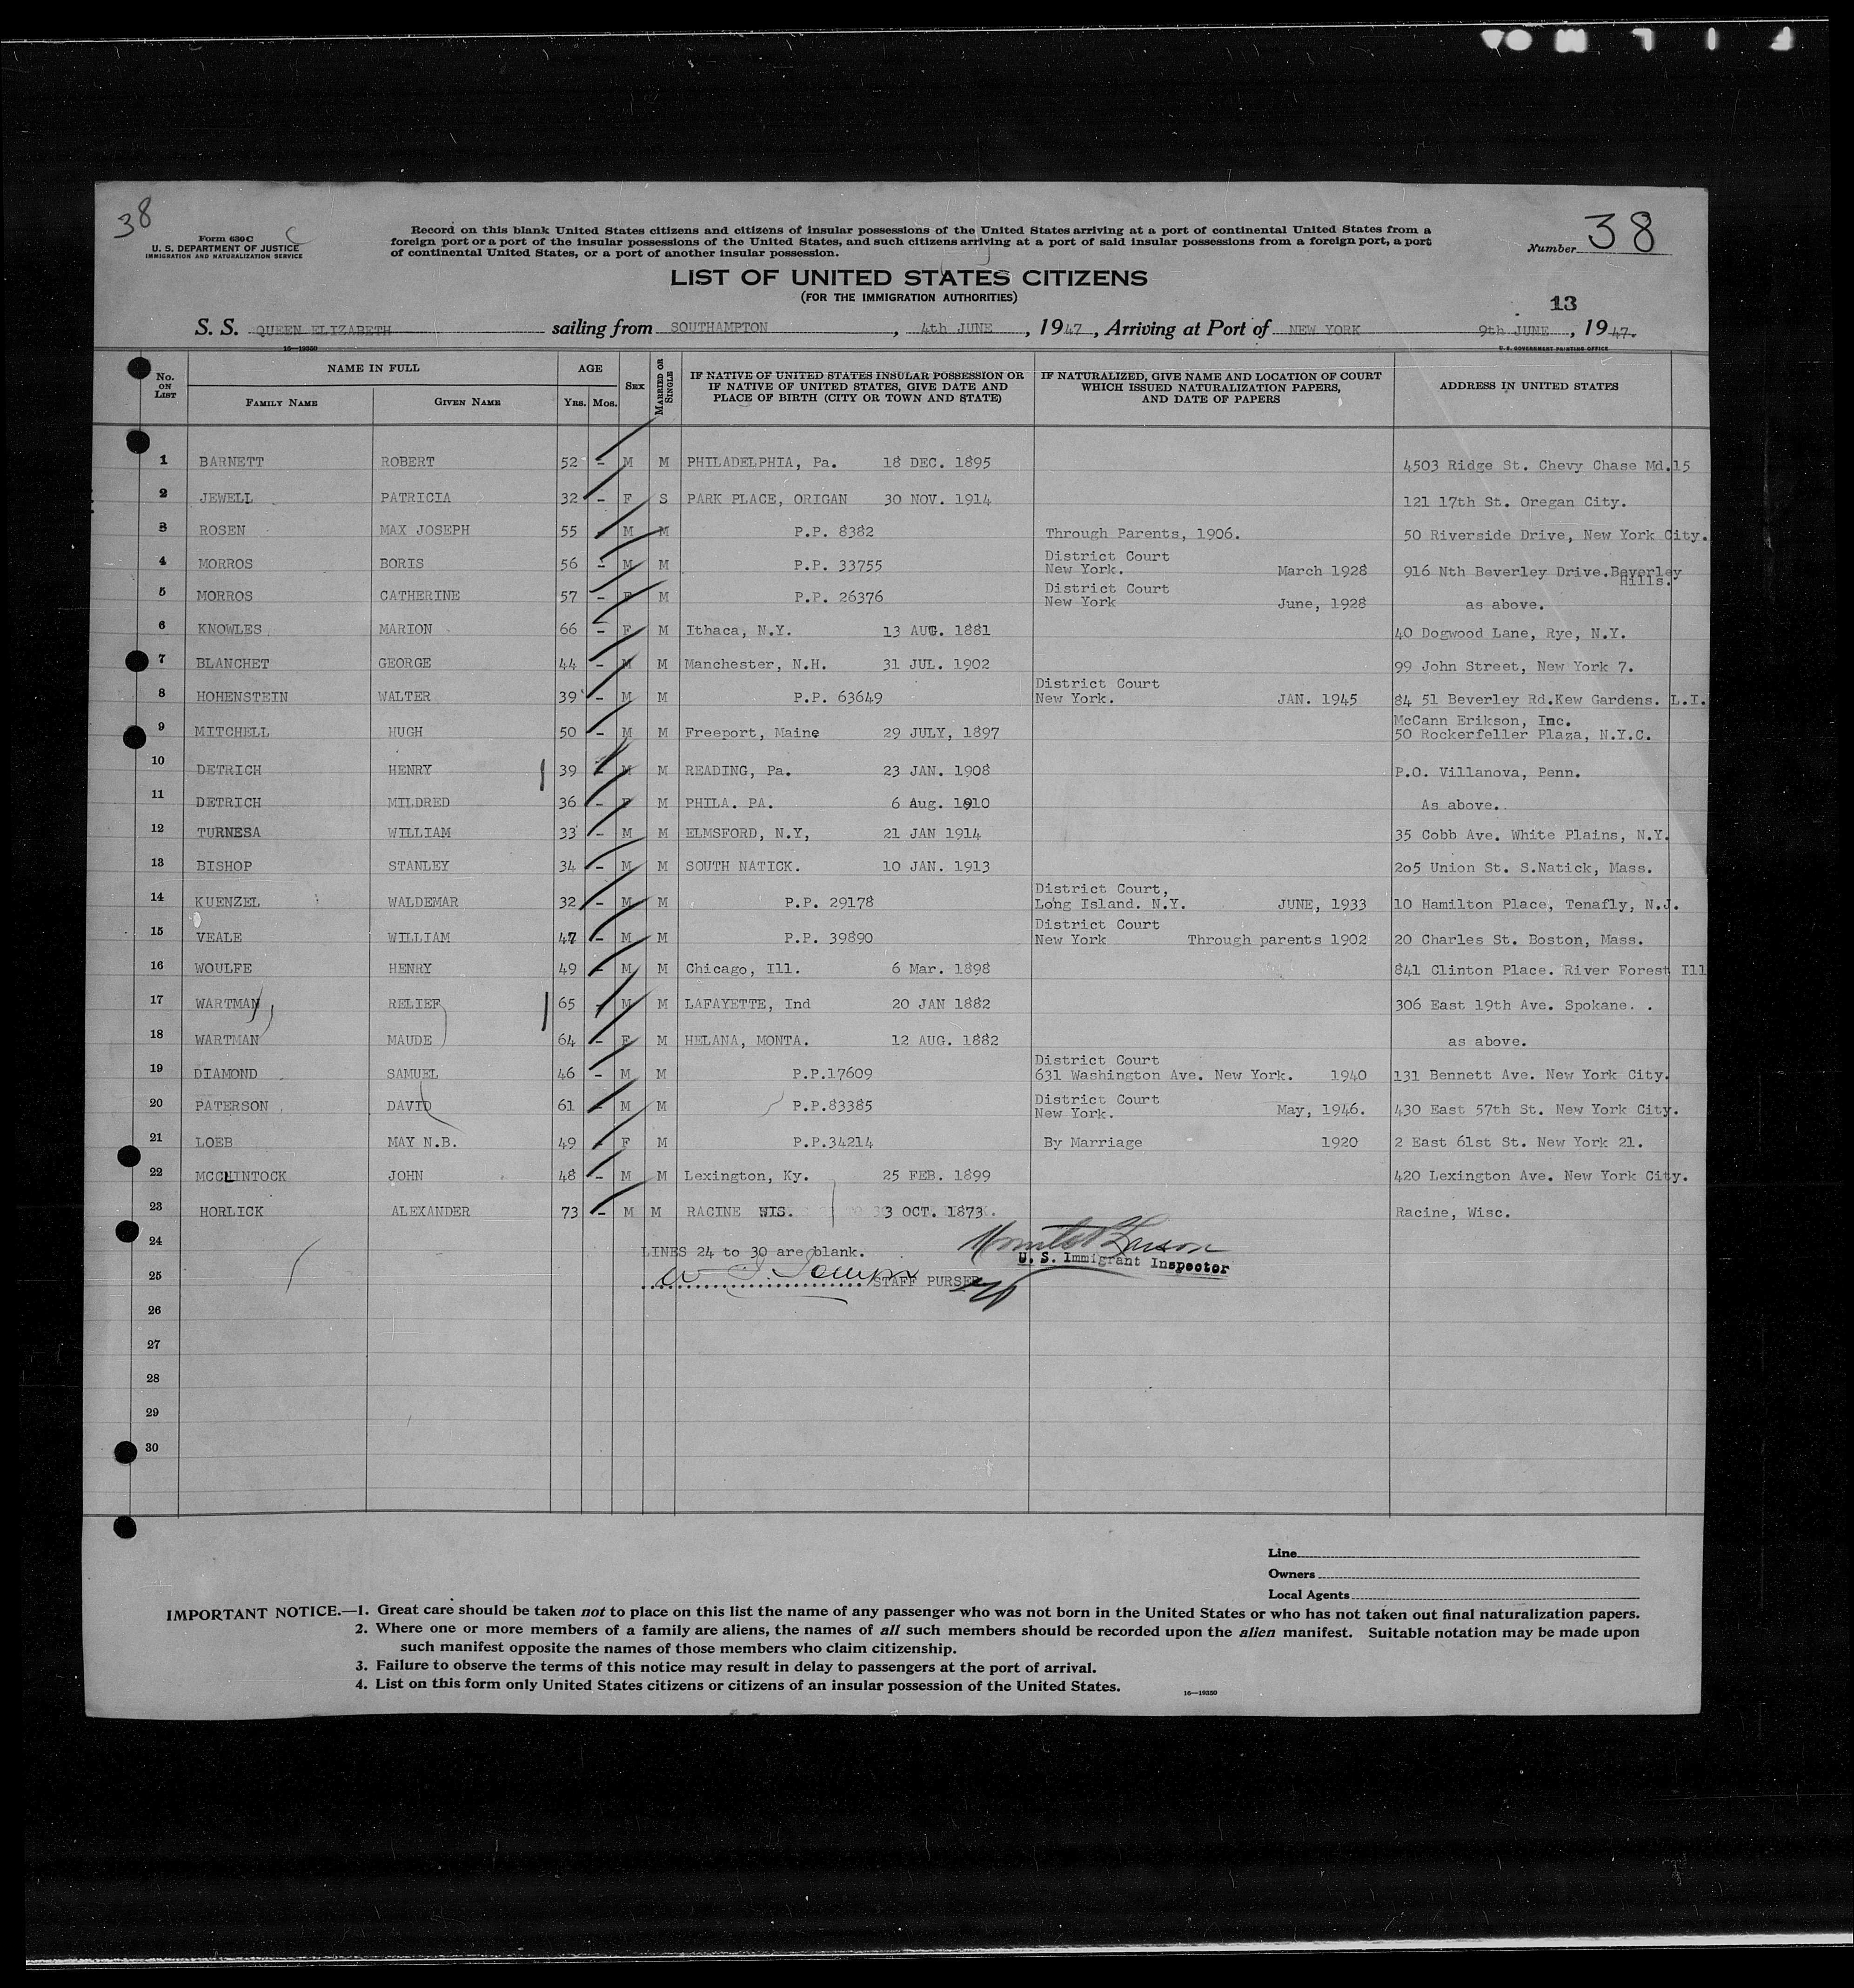 38
Form 630 C
U. S. DEPARTMENT OF JUSTICE
IMMIGRATION AND NATURALIZATION SERVICE
Record on this blank United States citizens and citizens of insular possessions of the United States arriving at a port of continental United States from a
foreign port or a port of the insular possessions of the United States, and such citizens arriving at a port of said insular possessions from a foreign port, a port
of continental United States, or a port of another insular possession.
Number 38
LIST OF UNITED STATES CITIZENS
(FOR THE IMMIGRATION AUTHORITIES)
13
S. S. QUEEN ELIZABETH sailing from SOUTHAMPTON , 4th JUNE , 1947 , Arriving at Port of NEW YORK 9th JUNE , 1947.
16—19350 U. S. GOVERNMENT PRINTING OFFICE
No. ON LIST NAME IN FULL FAMILY NAME GIVEN NAME AGE YRS. MOS. SEX MARRIED OR SINGLE IF NATIVE OF UNITED STATES INSULAR POSSESSION OR IF NATIVE OF UNITED STATES, GIVE DATE AND PLACE OF BIRTH (CITY OR TOWN AND STATE) IF NATURALIZED, GIVE NAME AND LOCATION OF COURT WHICH ISSUED NATURALIZATION PAPERS, AND DATE OF PAPERS ADDRESS IN UNITED STATES
1 BARNETT ROBERT 52 - M M PHILADELPHIA, Pa. 18 DEC. 1895 4503 Ridge St. Chevy Chase Md.15
2 JEWELL PATRICIA 32 - F S PARK PLACE, ORIGAN 30 NOV. 1914 121 17th St. Oregan City.
3 ROSEN MAX JOSEPH 55 - M M P.P. 8382 Through Parents, 1906. 50 Riverside Drive, New York City.
4 MORROS BORIS 56 - M M P.P. 33755 District Court New York. March 1928 916 Nth Beverley Drive.Beverley Hills.
5 MORROS CATHERINE 57 - F M P.P. 26376 District Court New York June, 1928 as above.
6 KNOWLES MARION 66 - F M Ithaca, N.Y. 13 AUG. 1881 40 Dogwood Lane, Rye, N.Y.
7 BLANCHET GEORGE 44 - M M Manchester, N.H. 31 JUL. 1902 99 John Street, New York 7.
8 HOHENSTEIN WALTER 39 - M M P.P. 63649 District Court New York. JAN. 1945 84 51 Beverley Rd.Kew Gardens. L.I.
9 MITCHELL HUGH 50 - M M Freeport, Maine 29 JULY, 1897 McCann Erikson, Inc. 50 Rockerfeller Plaza, N.Y.C.
10 DETRICH HENRY 39 - M M READING, Pa. 23 JAN. 1908 P.O. Villanova, Penn.
11 DETRICH MILDRED 36 - F M PHILA. PA. 6 Aug. 1910 As above.
12 TURNESA WILLIAM 33 - M M ELMSFORD, N.Y, 21 JAN 1914 35 Cobb Ave. White Plains, N.Y.
13 BISHOP STANLEY 34 - M M SOUTH NATICK. 10 JAN. 1913 2o5 Union St. S.Natick, Mass.
14 KUENZEL WALDEMAR 32 - M M P.P. 29178 District Court, Long Island. N.Y. JUNE, 1933 10 Hamilton Place, Tenafly, N.J.
15 VEALE WILLIAM 47 - M M P.P. 39890 District Court New York Through parents 1902 20 Charles St. Boston, Mass.
16 WOULFE HENRY 49 - M M Chicago, Ill. 6 Mar. 1898 841 Clinton Place. River Forest Ill
17 WARTMAN RELIEF 65 - M M LAFAYETTE, Ind 20 JAN 1882 306 East 19th Ave. Spokane. .
18 WARTMAN MAUDE 64 - F M HELANA, MONTA. 12 AUG. 1882 as above.
19 DIAMOND SAMUEL 46 - M M P.P.17609 District Court 631 Washington Ave. New York. 1940 131 Bennett Ave. New York City.
20 PATERSON DAVID 61 - M M P.P.83385 District Court New York. May, 1946. 430 East 57th St. New York City.
21 LOEB MAY N.B. 49 - F M P.P.34214 By Marriage 1920 2 East 61st St. New York 21.
22 MCCLINTOCK JOHN 48 - M M Lexington, Ky. 25 FEB. 1899 420 Lexington Ave. New York City.
23 HORLICK ALEXANDER 73 - M M RACINE WIS. 3 OCT. 1873. Racine, Wisc.
24 LINES 24 to 30 are blank.
U. S. Immigrant Inspector
25 STAFF PURSER
26
27
28
29
30
Line
Owners
Local Agents
IMPORTANT NOTICE.—1. Great care should be taken not to place on this list the name of any passenger who was not born in the United States or who has not taken out final naturalization papers.
2. Where one or more members of a family are aliens, the names of all such members should be recorded upon the alien manifest. Suitable notation may be made upon
such manifest opposite the names of those members who claim citizenship.
3. Failure to observe the terms of this notice may result in delay to passengers at the port of arrival.
4. List on this form only United States citizens or citizens of an insular possession of the United States.
16—19350